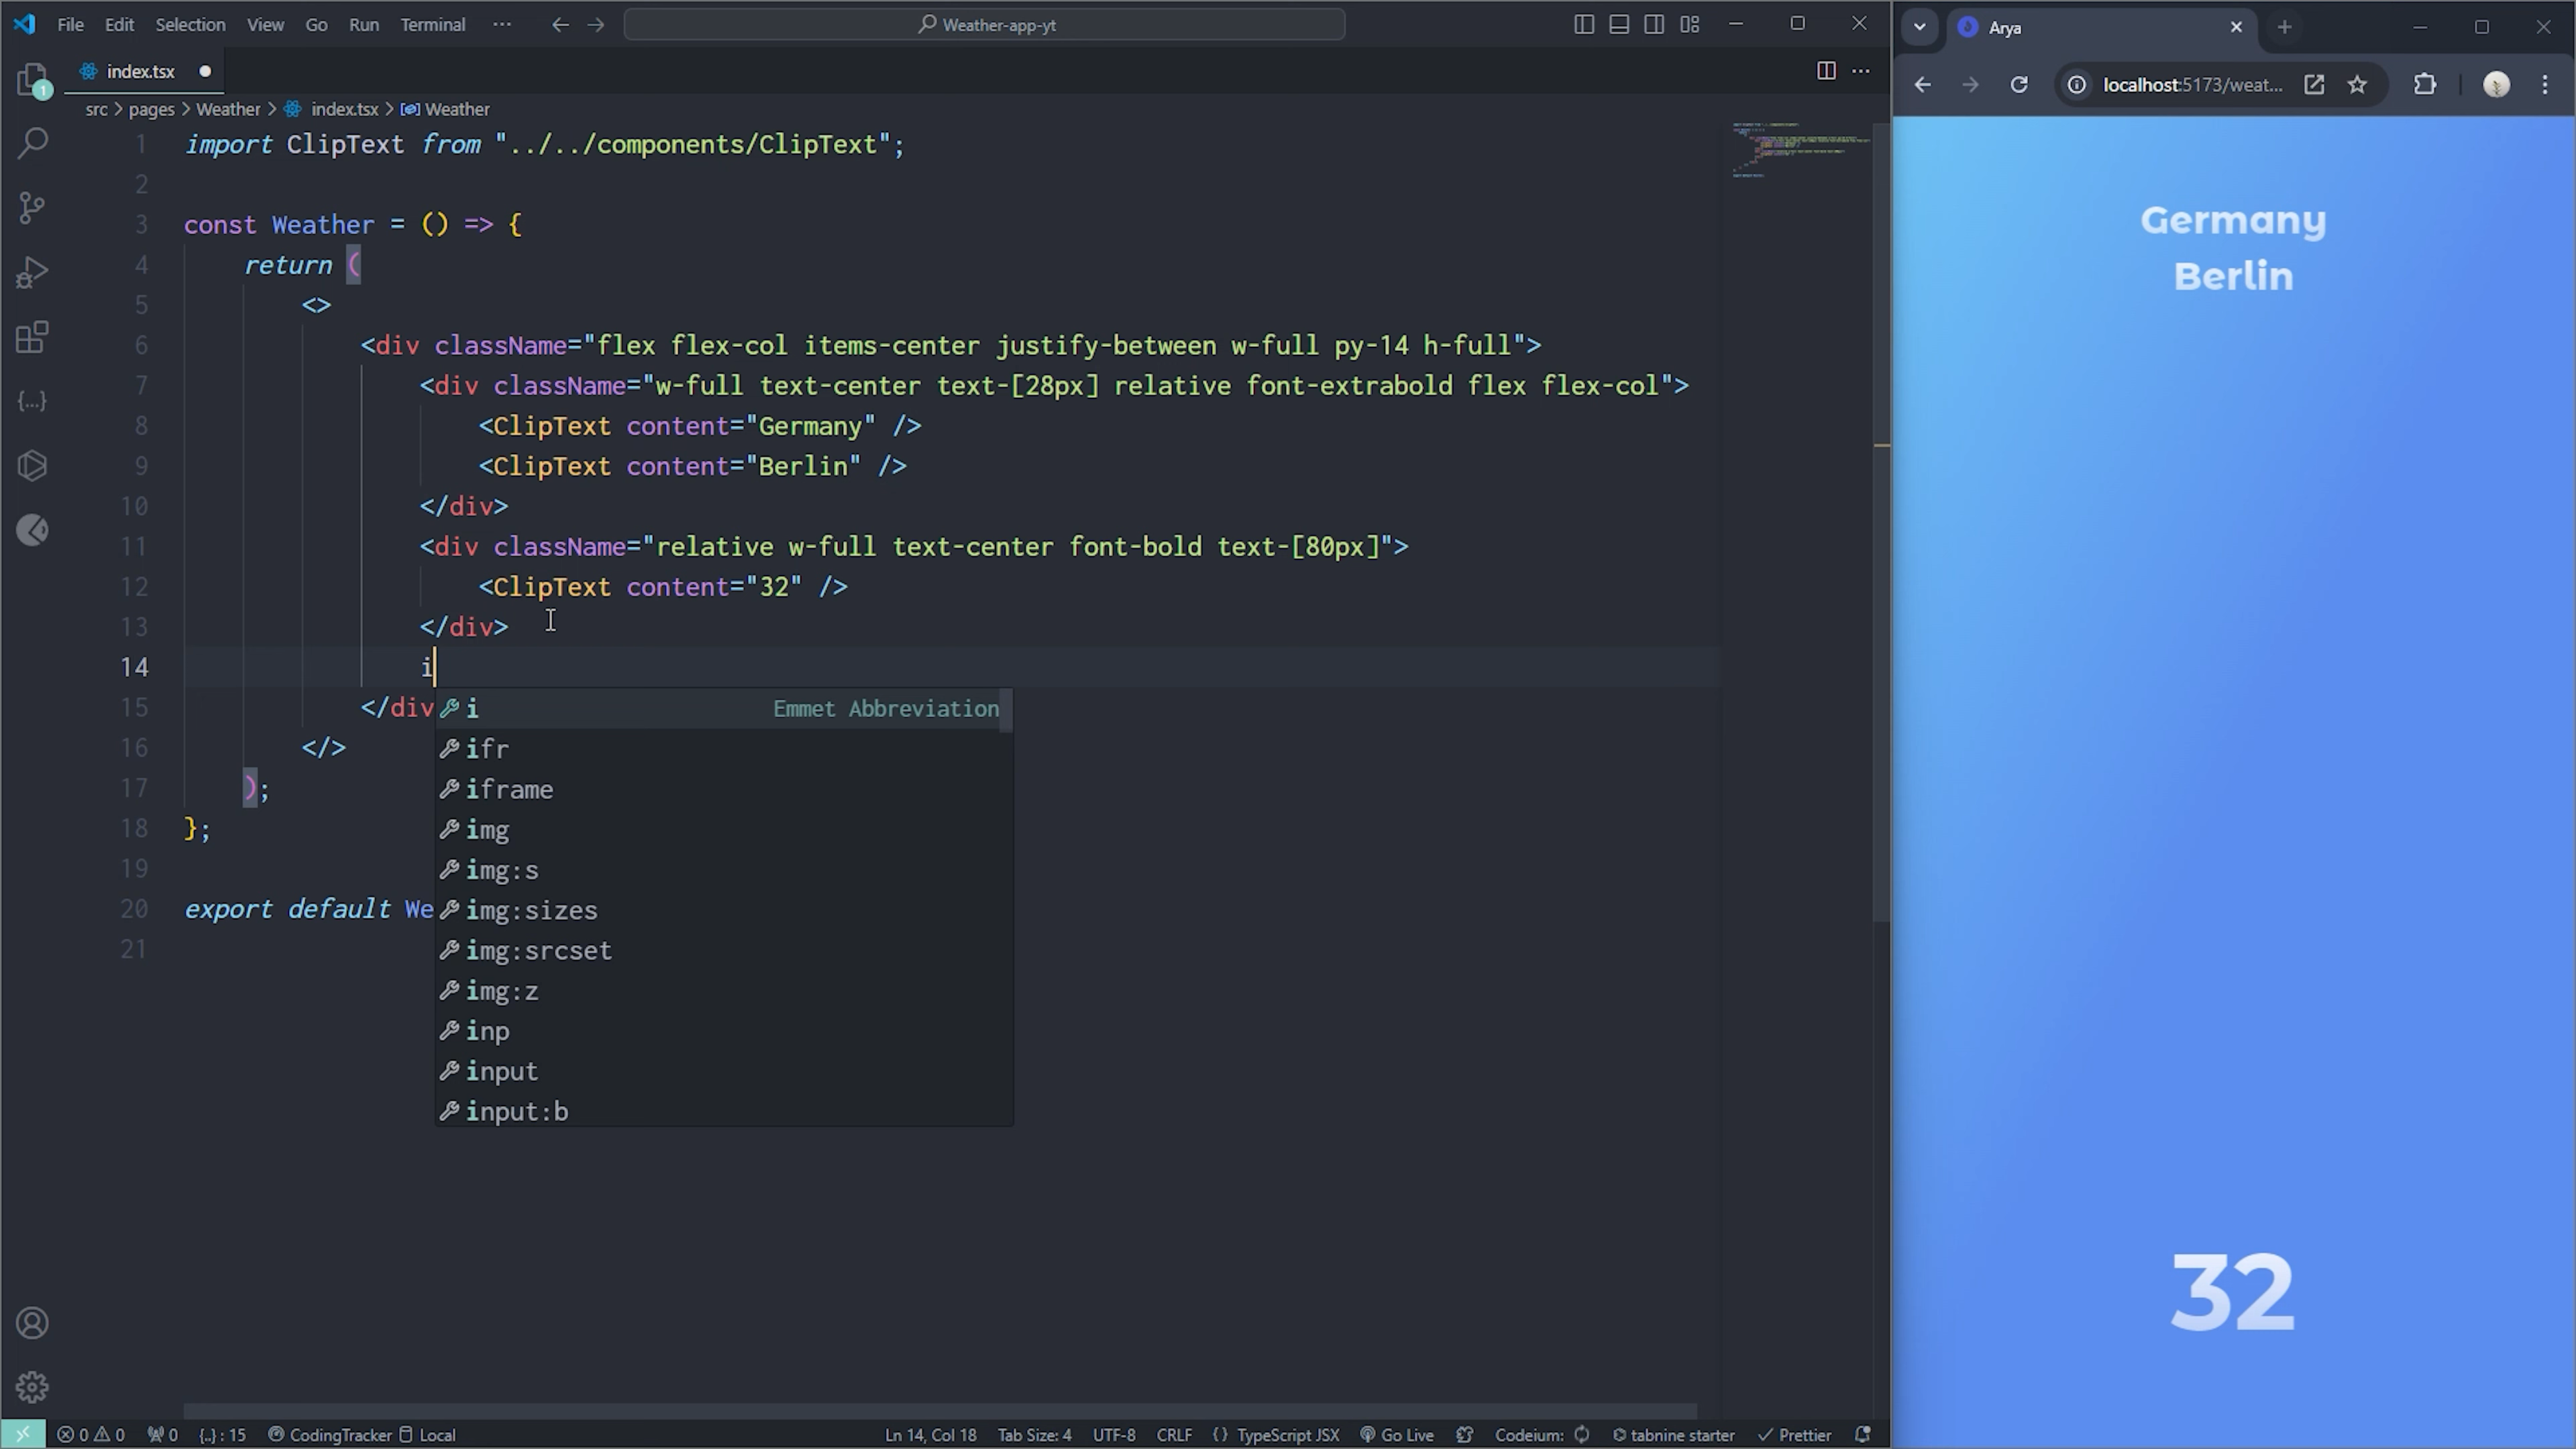 File Edit Selection View Go Run Terminal ··· Weather-app-yt
index.tsx
src > pages > Weather > index.tsx > Weather
1 import ClipText from "../../components/ClipText";
2
3 const Weather = () => {
4 return (
5 <>
6 <div className="flex flex-col items-center justify-between w-full py-14 h-full">
7 <div className="w-full text-center text-[28px] relative font-extrabold flex flex-col">
8 <ClipText content="Germany" />
9 <ClipText content="Berlin" />
10 </div>
11 <div className="relative w-full text-center font-bold text-[80px]">
12 <ClipText content="32" />
13 </div>
14 i
15 </div
16 </>
17 );
18 };
19
20 export default We
21
i Emmet Abbreviation
ifr
iframe
img
img:s
img:sizes
img:srcset
img:z
inp
input
input:b
1
0 0 0 {..} : 15 CodingTracker Local Ln 14, Col 18 Tab Size: 4 UTF-8 CRLF {} TypeScript JSX Go Live Codeium: tabnine starter Prettier
Arya
localhost:5173/weat...
Germany
Berlin
32